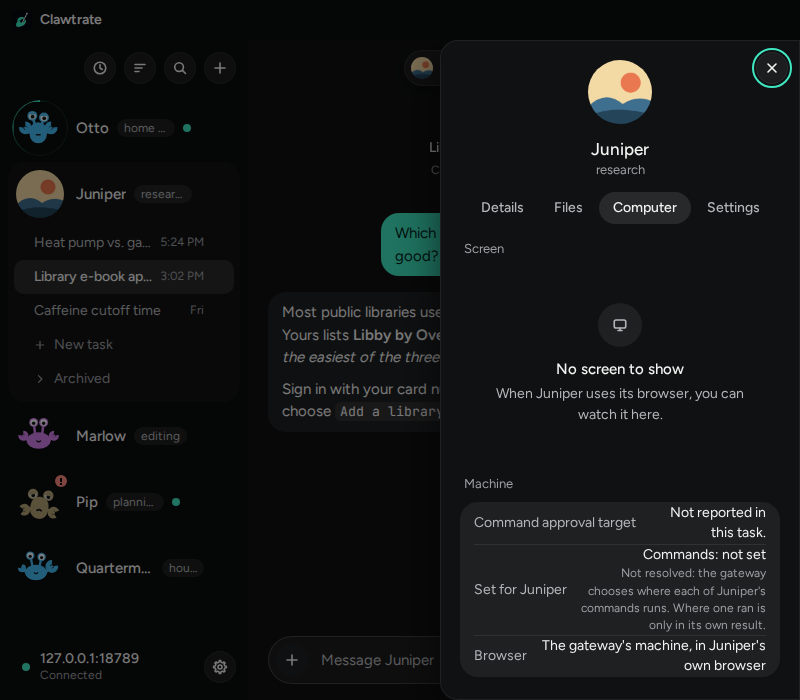 Clawtrate
Otto home ...
Juniper resear...
Heat pump vs. ga... 5:24 PM
Library e-book ap... 3:02 PM
Caffeine cutoff time Fri
+ New task
Archived
Marlow editing
Pip planni...
Quarterm... hou...
127.0.0.1:18789
Connected
Li
C
Which
good?
Most public libraries use
Yours lists Libby by Ove
the easiest of the three
Sign in with your card n
choose Add a library
Message Juniper
Juniper
research
Details Files Computer Settings
Screen
No screen to show
When Juniper uses its browser, you can
watch it here.
Machine
Command approval target Not reported in
this task.
Set for Juniper Commands: not set
Not resolved: the gateway
chooses where each of Juniper's
commands runs. Where one ran is
only in its own result.
Browser The gateway's machine, in Juniper's
own browser